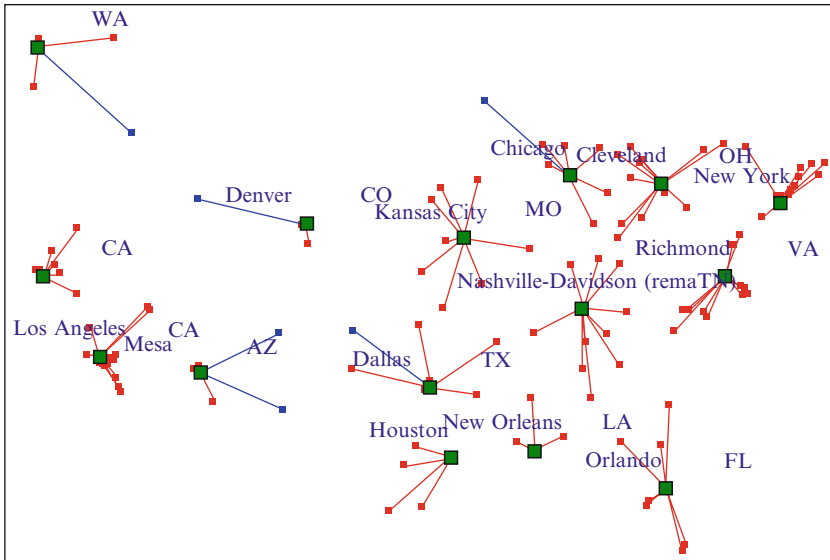 WA
Chicago
Cleveland
OH
New York
Denver
CO
Kansas City
MO
CA
Richmond
VA
Nashville-Davidson (remaTN)
Los Angeles
CA
Mesa
AZ
Dallas
TX
Houston
New Orleans
LA
Orlando
FL